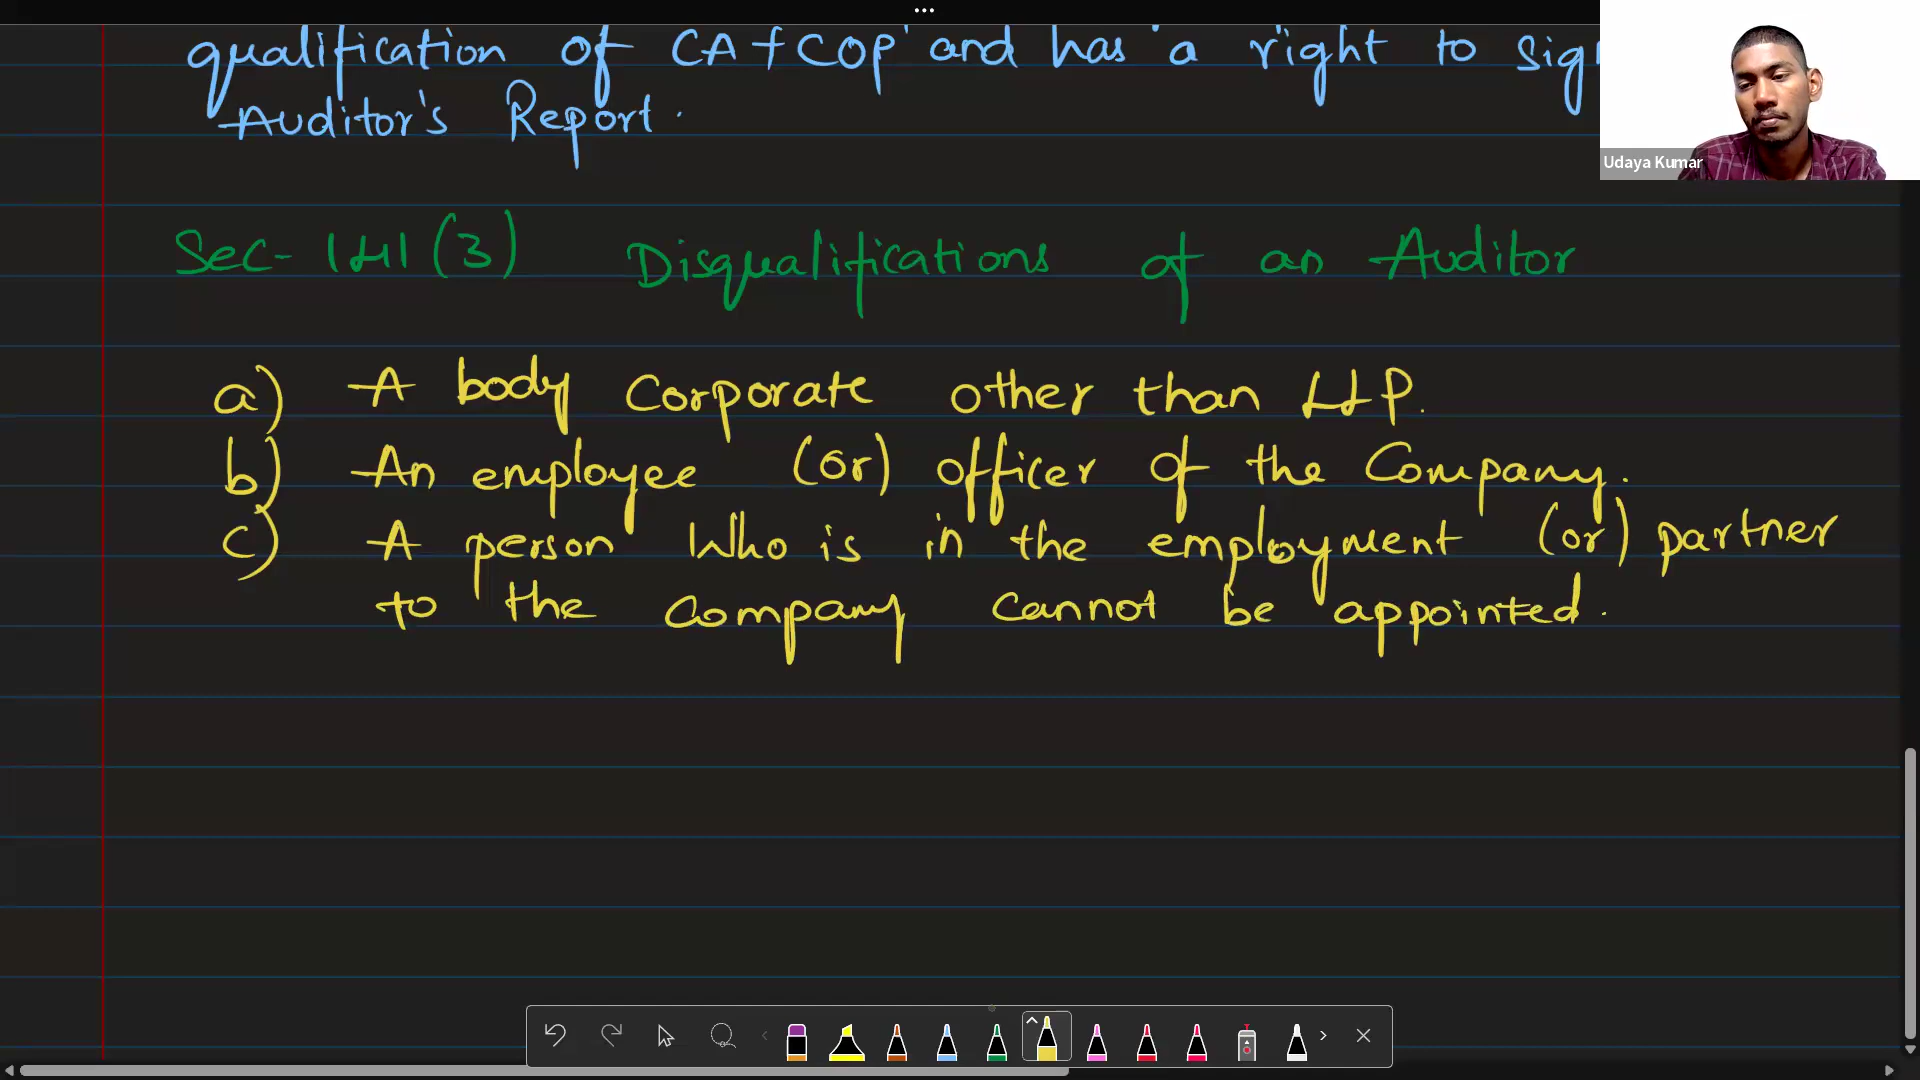 qualification of CA + COP and has a right to sig
Auditor's Report.
Udaya Kumar
Sec-141(3) Disqualifications of an Auditor
a) A body Corporate other than LLP.
b) An employee (or) officer of the Company.
c) A person Who is in the employment (or) partner
to the Company cannot be appointed.